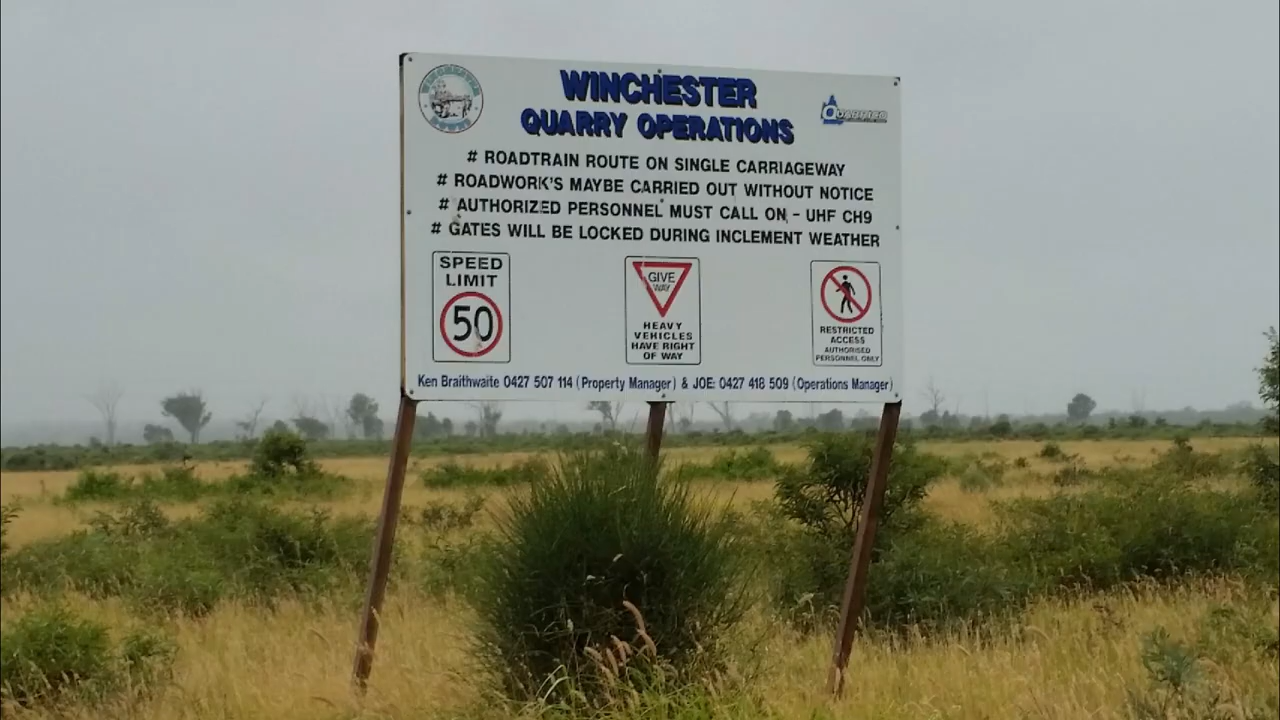 WINCHESTER
QUARRY OPERATIONS
# ROADTRAIN ROUTE ON SINGLE CARRIAGEWAY
# ROADWORK'S MAYBE CARRIED OUT WITHOUT NOTICE
# AUTHORIZED PERSONNEL MUST CALL ON - UHF CH9
# GATES WILL BE LOCKED DURING INCLEMENT WEATHER
SPEED
LIMIT
50
GIVE
WAY
HEAVY
VEHICLES
HAVE RIGHT
OF WAY
RESTRICTED
ACCESS
AUTHORISED
PERSONNEL ONLY
Ken Braithwaite 0427 507 114 (Property Manager) & JOE: 0427 418 509 (Operations Manager)